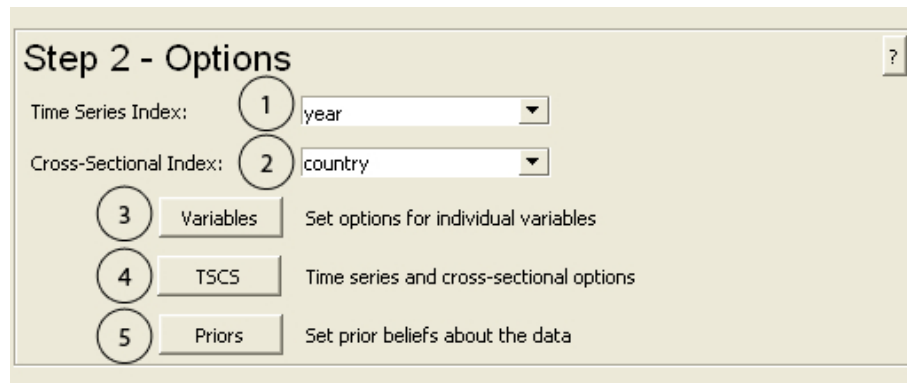 Step 2 - Options
?
Time Series Index: 1 year
Cross-Sectional Index: 2 country
3 Variables Set options for individual variables
4 TSCS Time series and cross-sectional options
5 Priors Set prior beliefs about the data